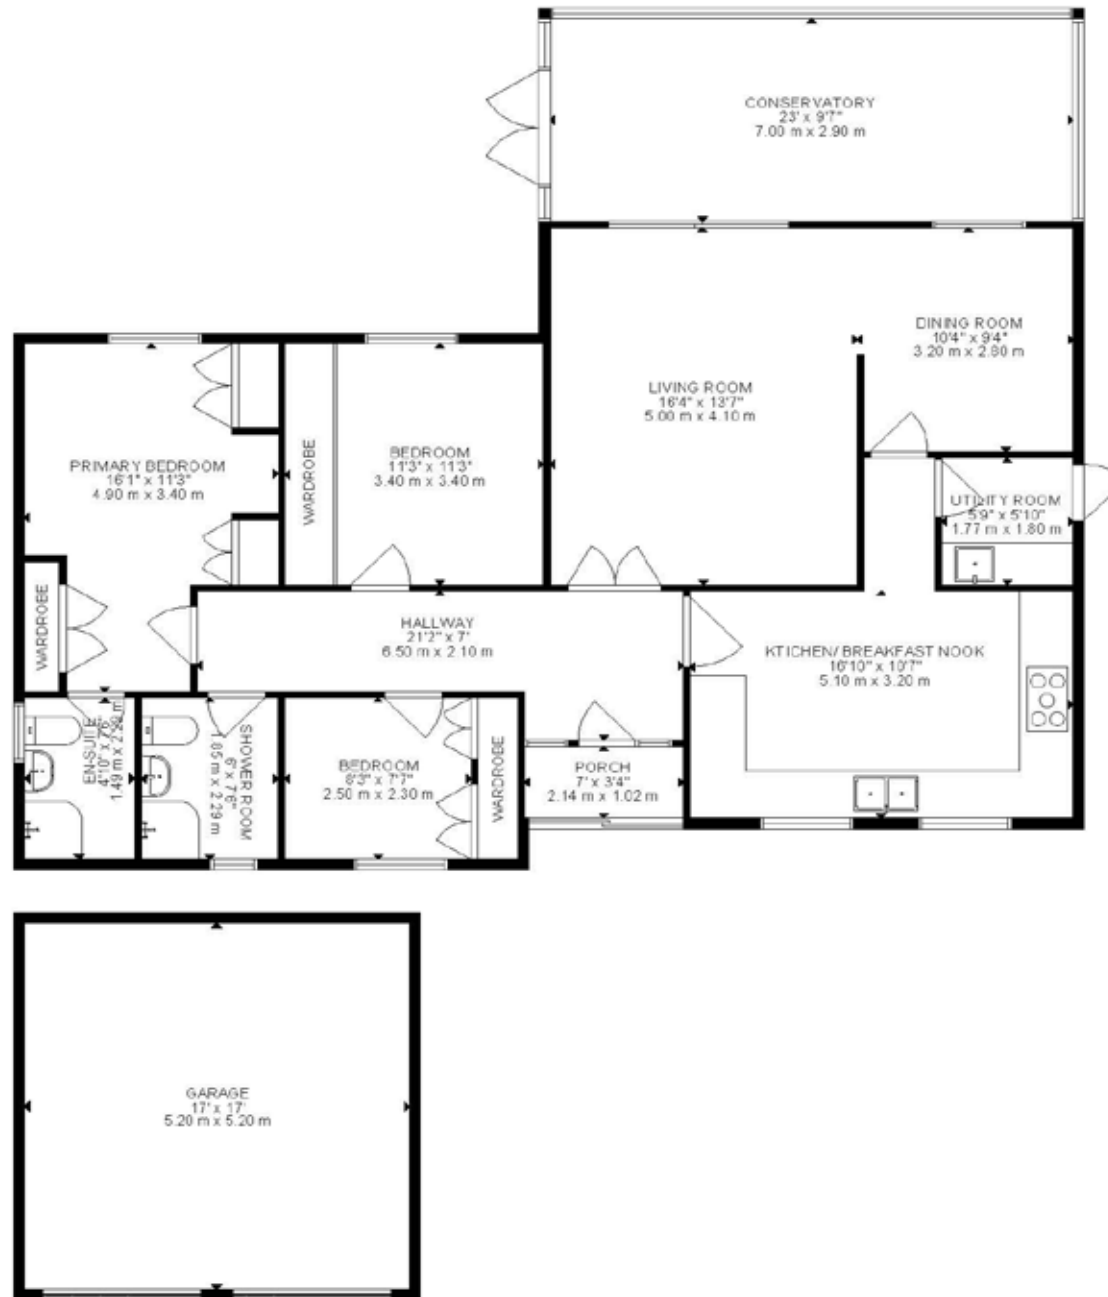 CONSERVATORY
23' x 9'7"
7.00 m x 2.90 m
DINING ROOM
10'4" x 9'4"
3.20 m x 2.80 m
LIVING ROOM
16'4" x 13'7"
5.00 m x 4.10 m
PRIMARY BEDROOM
16'1" x 11'3"
4.90 m x 3.40 m
WARDROBE
BEDROOM
11'3" x 11'3"
3.40 m x 3.40 m
UTILITY ROOM
5'9" x 5'10"
1.77 m x 1.80 m
WARDROBE
HALLWAY
21'2" x 7'
6.50 m x 2.10 m
KTICHEN/ BREAKFAST NOOK
16'10" x 10'7"
5.10 m x 3.20 m
EN-SUITE
4'10" x 7'6"
1.49 m x 2.29 m
SHOWER ROOM
6' x 7'6"
1.85 m x 2.29 m
BEDROOM
8'3" x 7'7"
2.50 m x 2.30 m
WARDROBE
PORCH
7' x 3'4"
2.14 m x 1.02 m
GARAGE
17' x 17'
5.20 m x 5.20 m